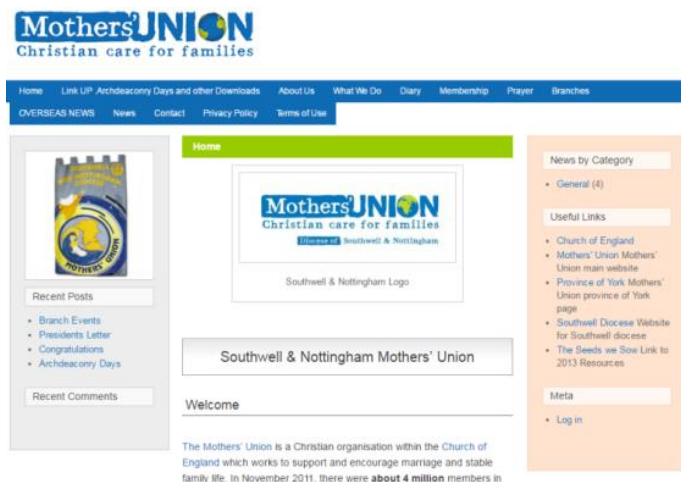 Mothers' UNION
Christian care for families
Home Link UP Archdeaconry Days and other Downloads About Us What We Do Diary Membership Prayer Branches
OVERSEAS NEWS News Contact Privacy Policy Terms of Use
MOTHERS' UNION
Recent Posts
Branch Events
Presidents Letter
Congratulations
Archdeaconry Days
Recent Comments
Home
Mothers' UNION
Christian care for families
Diocese of Southwell & Nottingham
Southwell & Nottingham Logo
Southwell & Nottingham Mothers' Union
Welcome
The Mothers' Union is a Christian organisation within the Church of
England which works to support and encourage marriage and stable
family life. In November 2011, there were about 4 million members in
News by Category
General (4)
Useful Links
Church of England
Mothers' Union Mothers'
Union main website
Province of York Mothers'
Union province of York
page
Southwell Diocese Website
for Southwell diocese
The Seeds we Sow Link to
2013 Resources
Meta
Log in